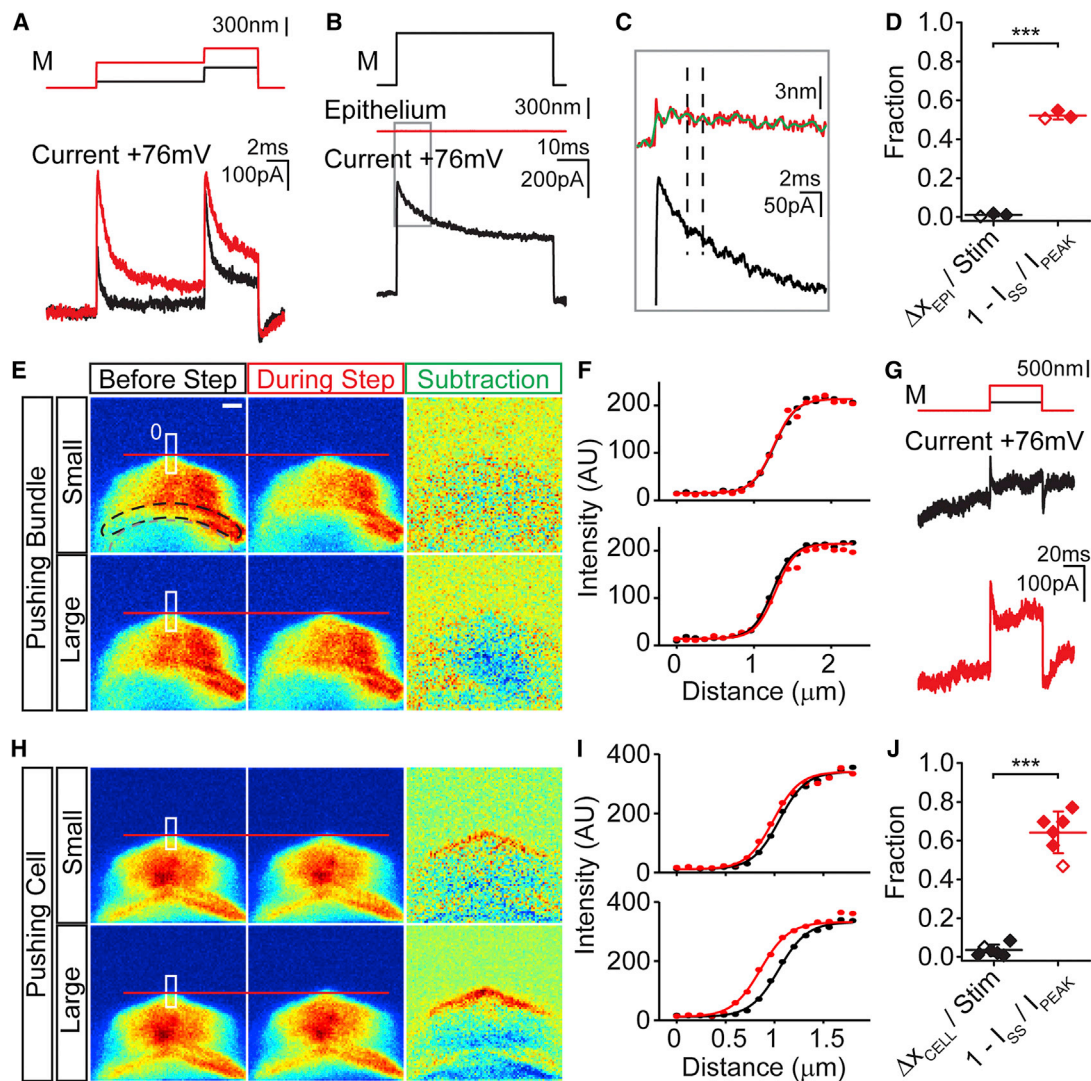 A
300nm
M
Current +76mV
2ms
100pA
B
M
Epithelium
300nm
Current +76mV
10ms
200pA
C
3nm
2ms
50pA
D
Fraction
1.0
0.8
0.6
0.4
0.2
0.0
***
ΔX_EPI / Stim
1 - I_SS / I_PEAK
E
Before Step
During Step
Subtraction
Pushing Bundle
Small
Large
0
F
Intensity (AU)
200
100
0
200
100
0
0 1 2
Distance (μm)
G
500nm
M
Current +76mV
20ms
100pA
H
Pushing Cell
Small
Large
I
Intensity (AU)
400
200
0
400
200
0
0.0 0.5 1 1.5
Distance (μm)
J
Fraction
1.0
0.8
0.6
0.4
0.2
0.0
***
ΔX_CELL / Stim
1 - I_SS / I_PEAK